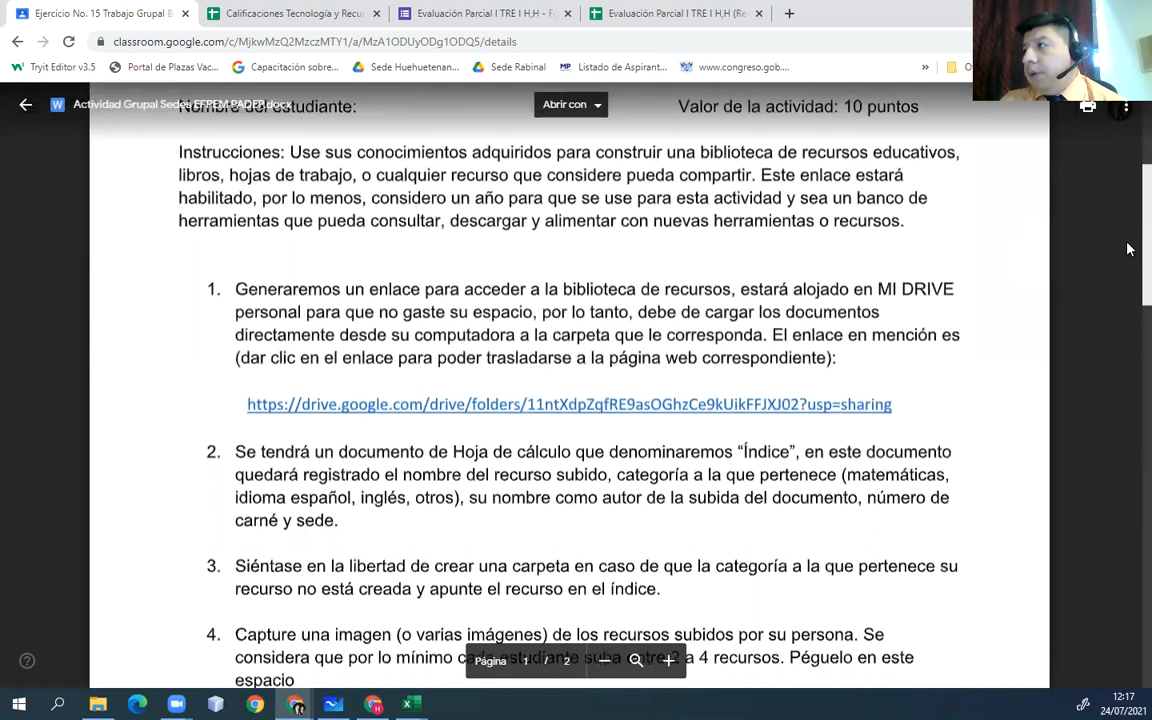 Ejercicio No. 15 Trabajo Grupal B
Calificaciones Tecnología y Recu
Evaluación Parcial I TRE I H,H - Fo
Evaluación Parcial I TRE I H,H (Re
classroom.google.com/c/MjkwMzQ2MzczMTY1/a/MzA1ODUyODg1ODQ5/details
Tryit Editor v3.5
Portal de Plazas Vac...
Capacitación sobre...
Sede Huehuetenan...
Sede Rabinal
Listado de Aspirant...
www.congreso.gob....
»
Actividad Grupal Sedes EFPEM PADEP.docx
Abrir con
Nombre del estudiante:
Valor de la actividad: 10 puntos
Instrucciones: Use sus conocimientos adquiridos para construir una biblioteca de recursos educativos,
libros, hojas de trabajo, o cualquier recurso que considere pueda compartir. Este enlace estará
habilitado, por lo menos, considero un año para que se use para esta actividad y sea un banco de
herramientas que pueda consultar, descargar y alimentar con nuevas herramientas o recursos.
1. Generaremos un enlace para acceder a la biblioteca de recursos, estará alojado en MI DRIVE
personal para que no gaste su espacio, por lo tanto, debe de cargar los documentos
directamente desde su computadora a la carpeta que le corresponda. El enlace en mención es
(dar clic en el enlace para poder trasladarse a la página web correspondiente):
https://drive.google.com/drive/folders/11ntXdpZqfRE9asOGhzCe9kUikFFJXJ02?usp=sharing
2. Se tendrá un documento de Hoja de cálculo que denominaremos “Índice”, en este documento
quedará registrado el nombre del recurso subido, categoría a la que pertenece (matemáticas,
idioma español, inglés, otros), su nombre como autor de la subida del documento, número de
carné y sede.
3. Siéntase en la libertad de crear una carpeta en caso de que la categoría a la que pertenece su
recurso no está creada y apunte el recurso en el índice.
4. Capture una imagen (o varias imágenes) de los recursos subidos por su persona. Se
considera que por lo mínimo cada estudiante suba entre 2 a 4 recursos. Péguelo en este
espacio
Página 1 / 2
12:17
24/07/2021